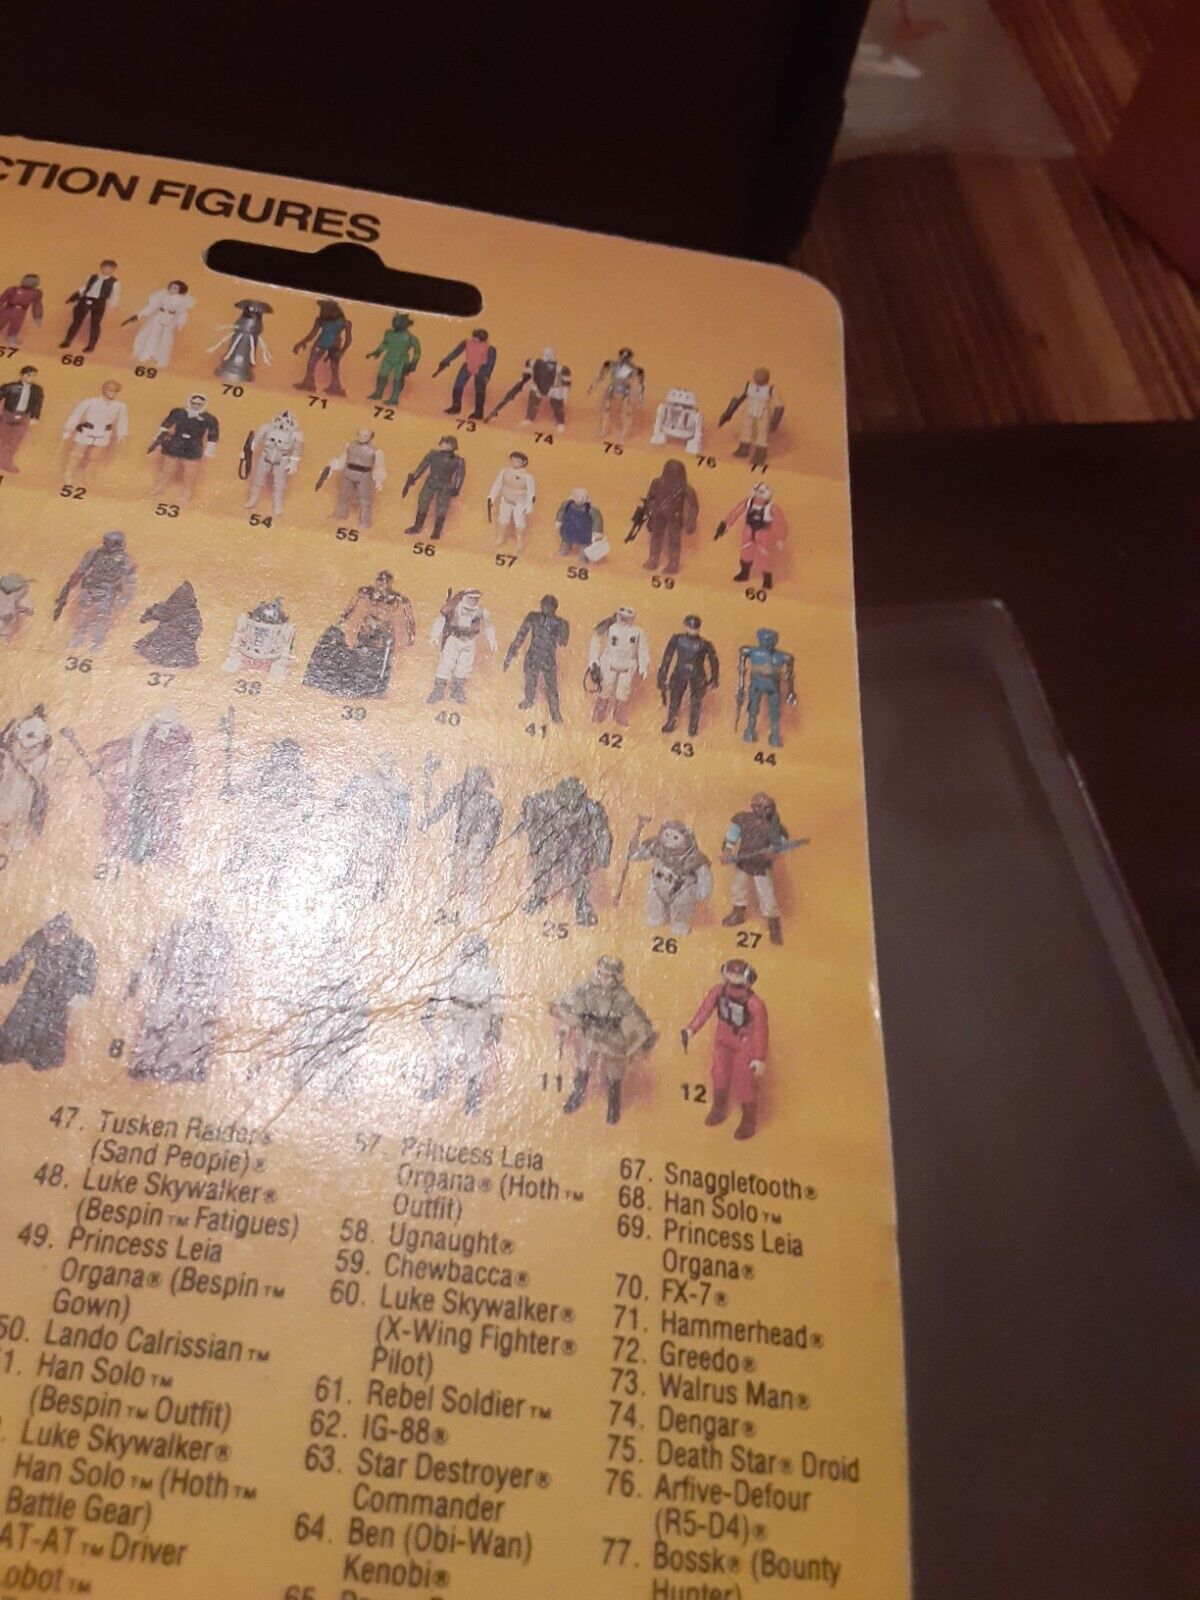 CTION FIGURES
67 68 69 70 71 72 73 74 75 76 77
52 53 54 55 56 57 58 59 60
36 37 38 39 40 41 42 43 44
21 24 25 26 27
8 11 12
47. Tusken Raider®
(Sand People)®
48. Luke Skywalker®
(Bespin™ Fatigues)
49. Princess Leia
Organa® (Bespin™
Gown)
50. Lando Calrissian™
1. Han Solo™
(Bespin™ Outfit)
. Luke Skywalker®
Han Solo™ (Hoth™
Battle Gear)
AT-AT™ Driver
obot™
57. Princess Leia
Organa® (Hoth™
Outfit)
58. Ugnaught®
59. Chewbacca®
60. Luke Skywalker®
(X-Wing Fighter®
Pilot)
61. Rebel Soldier™
62. IG-88®
63. Star Destroyer®
Commander
64. Ben (Obi-Wan)
Kenobi®
65.
67. Snaggletooth®
68. Han Solo™
69. Princess Leia
Organa®
70. FX-7®
71. Hammerhead®
72. Greedo®
73. Walrus Man®
74. Dengar®
75. Death Star® Droid
76. Arfive-Defour
(R5-D4)®
77. Bossk® (Bounty
Hunter)